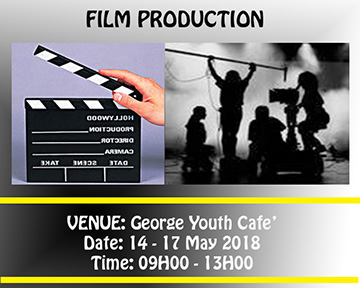 FILM PRODUCTION
HOLLYWOOD
PRODUCTION
DIRECTOR
CAMERA
DATE SCENE TAKE
VENUE: George Youth Cafe'
Date: 14 - 17 May 2018
Time: 09H00 - 13H00